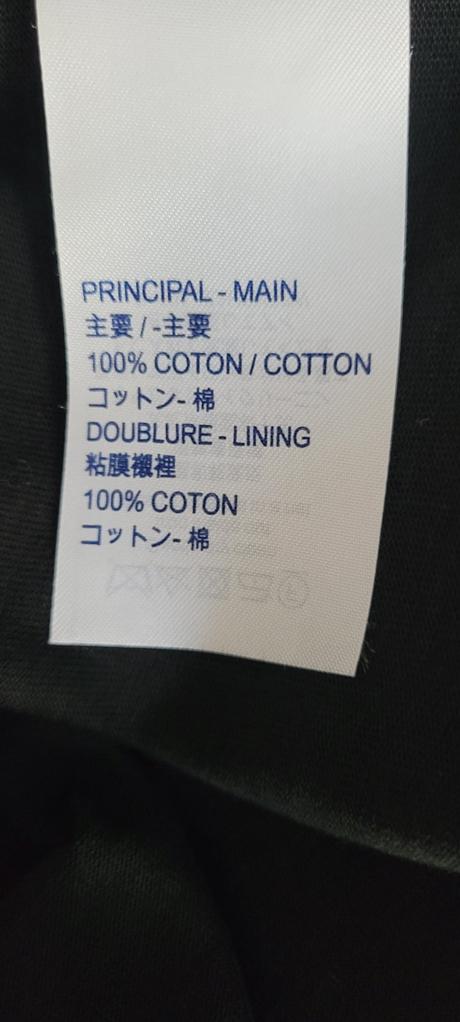 PRINCIPAL - MAIN
主要 / -主要
100% COTON / COTTON
コットン- 棉
DOUBLURE - LINING
粘膜襯裡
100% COTON
コットン- 棉